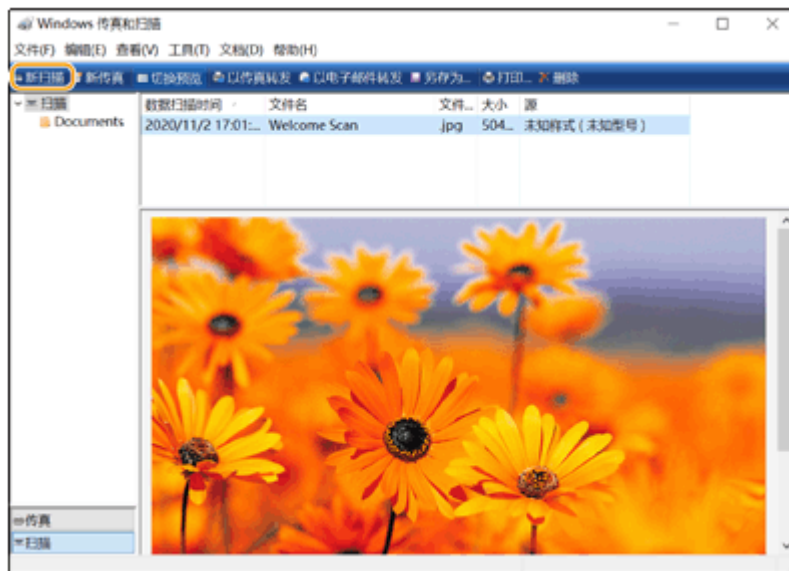 Windows 传真和扫描
文件(F) 编辑(E) 查看(V) 工具(T) 文档(D) 帮助(H)
新扫描 新传真 切换预览 以传真转发 以电子邮件转发 另存为... 打印... 删除
扫描
Documents
数据扫描时间 文件名 文件... 大小 源
2020/11/2 17:01:... Welcome Scan .jpg 504... 未知样式 ( 未知型号 )
传真
扫描